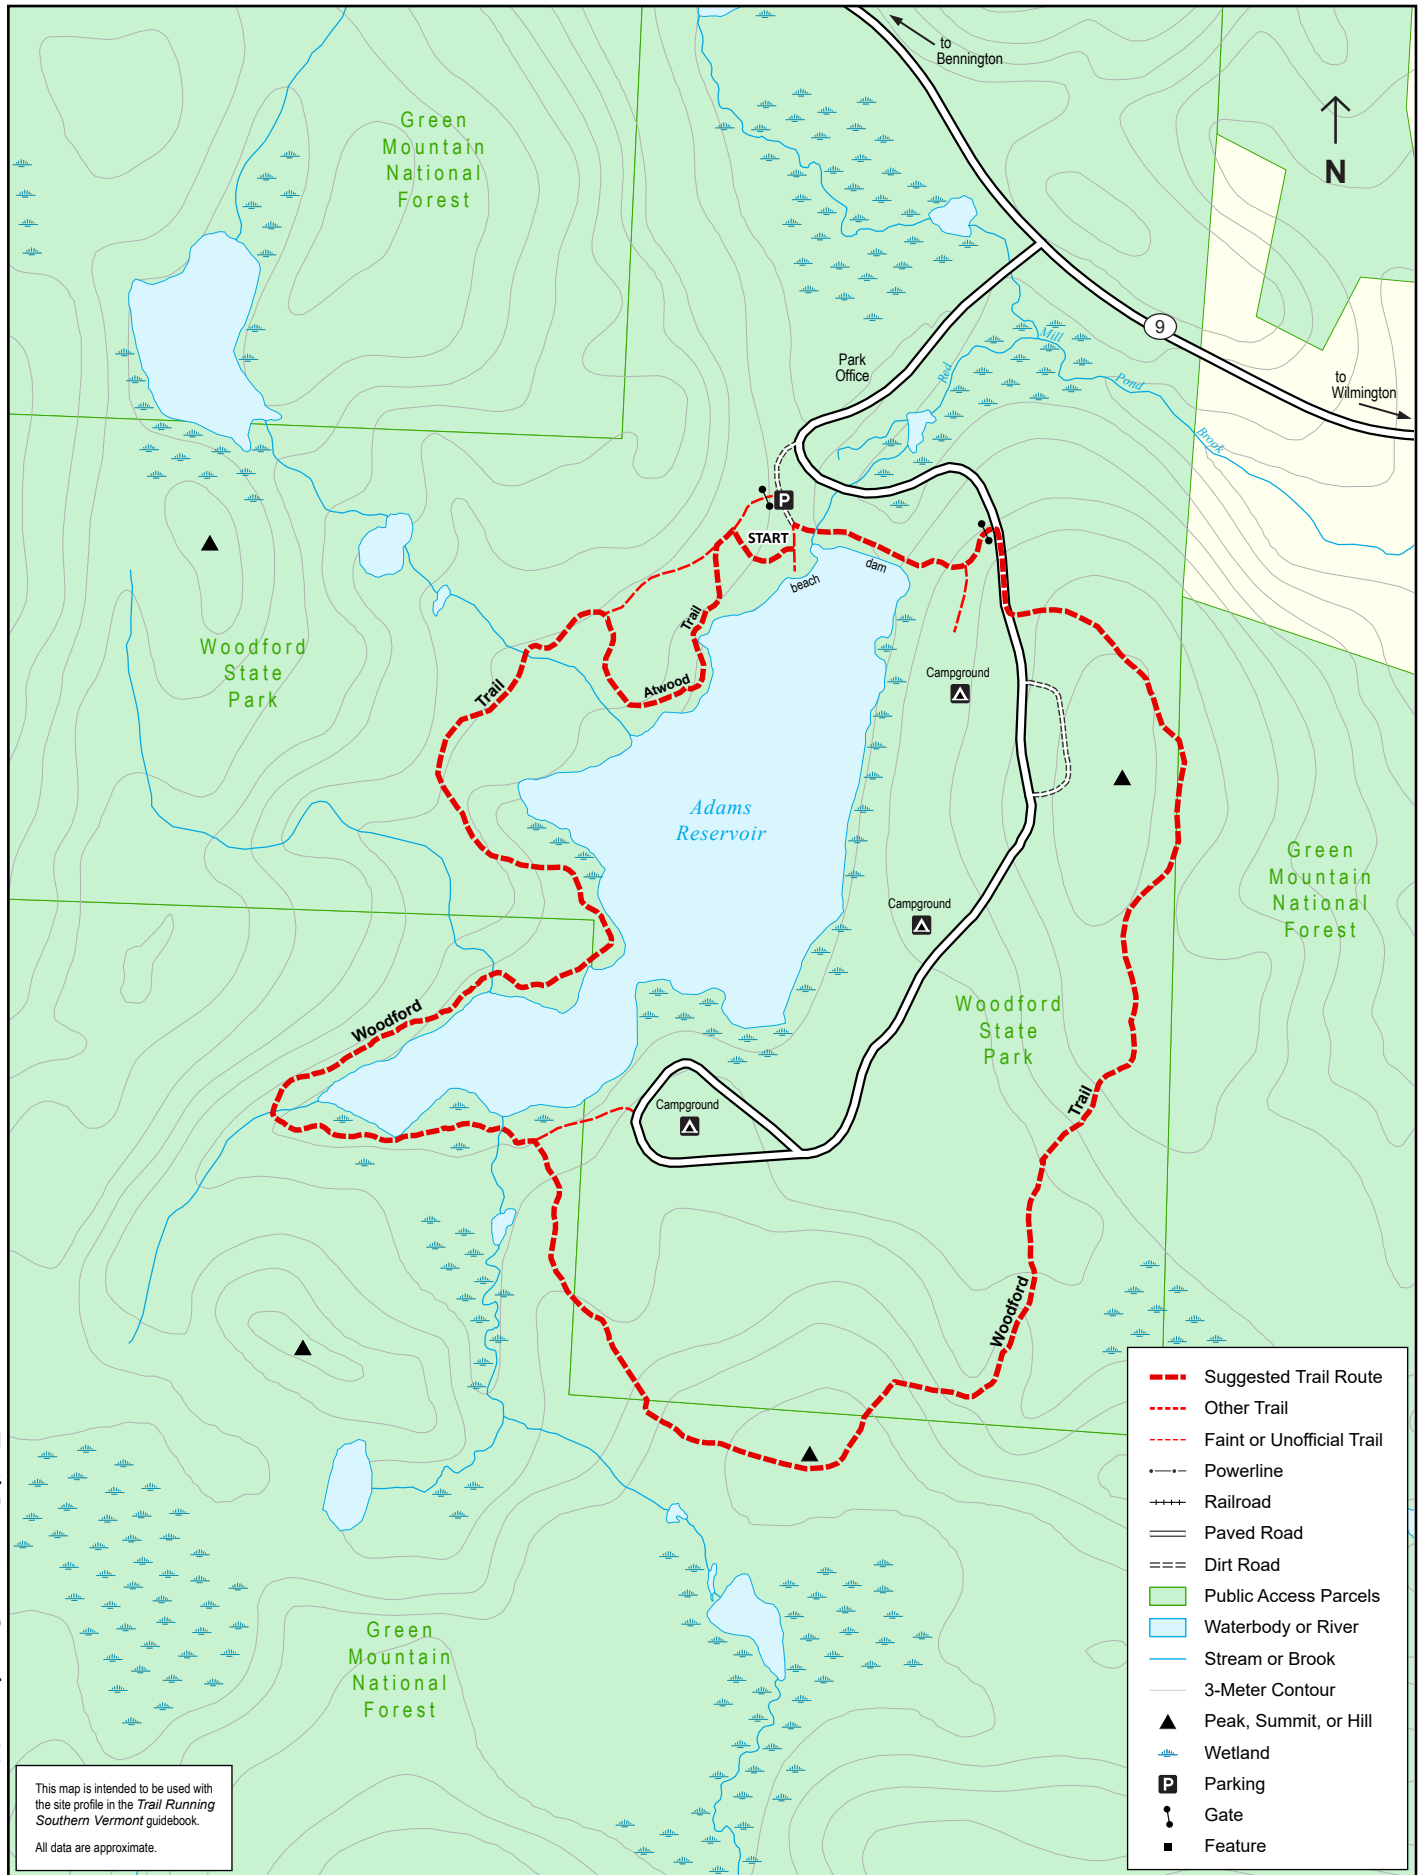 to
Bennington
Green
Mountain
National
Forest
N
9
Mill
Park
Office
Red
Pond
to
Wilmington
Brook
P
START
dam
beach
Trail
Woodford
State
Park
Campground
Atwood
Trail
Adams
Reservoir
Green
Mountain
National
Forest
Campground
Woodford
State
Park
Woodford
Campground
Trail
Woodford
Green
Mountain
National
Forest
Suggested Trail Route
Other Trail
Faint or Unofficial Trail
Powerline
Railroad
Paved Road
Dirt Road
Public Access Parcels
Waterbody or River
Stream or Brook
3-Meter Contour
Peak, Summit, or Hill
Wetland
P Parking
Gate
Feature
This map is intended to be used with
the site profile in the Trail Running
Southern Vermont guidebook.
All data are approximate.